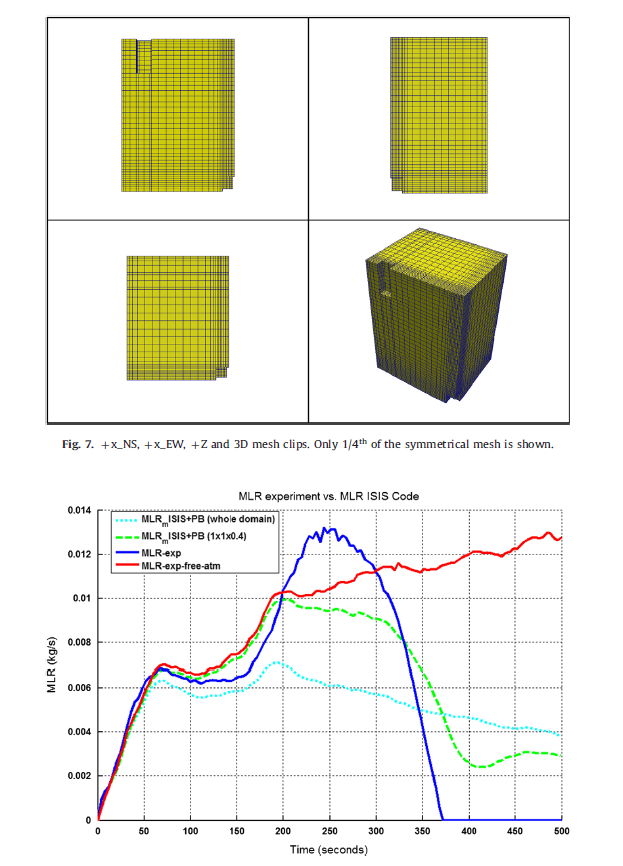 Fig. 7. +x_NS, +x_EW, +Z and 3D mesh clips. Only 1/4th of the symmetrical mesh is shown.
MLR experiment vs. MLR ISIS Code
MLRmISIS+PB (whole domain)
MLRmISIS+PB (1x1x0.4)
MLR-exp
MLR-exp-free-atm
MLR (kg/s)
0.014
0.012
0.01
0.008
0.006
0.004
0.002
0
0 50 100 150 200 250 300 350 400 450 500
Time (seconds)